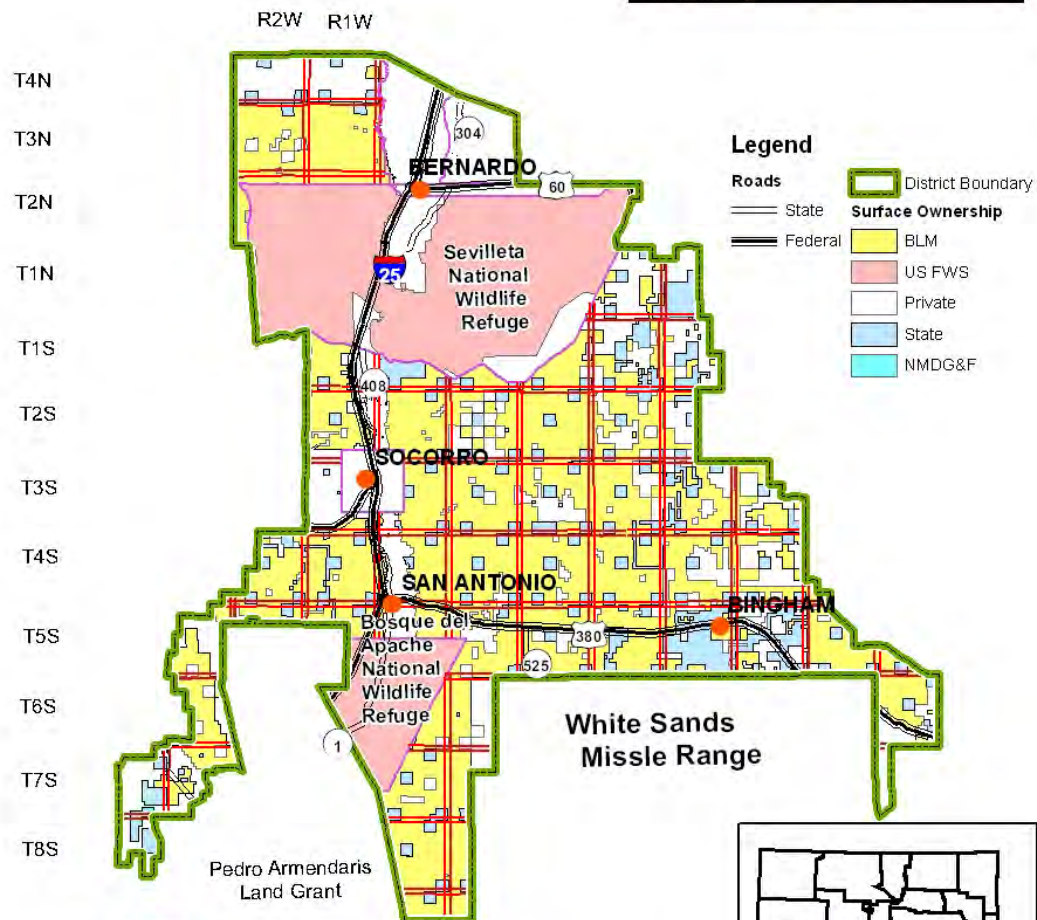 R2W R1W
T4N
T3N
T2N
T1N
T1S
T2S
T3S
T4S
T5S
T6S
T7S
T8S
304
BERNARDO
60
Sevilleta
National
Wildlife
Refuge
25
408
SOCORRO
SAN ANTONIO
BINGHAM
Bosque del
Apache
National
Wildlife
Refuge
380
525
1
White Sands
Missle Range
Pedro Armendaris
Land Grant
Legend
Roads
State
Federal
District Boundary
Surface Ownership
BLM
US FWS
Private
State
NMDG&F